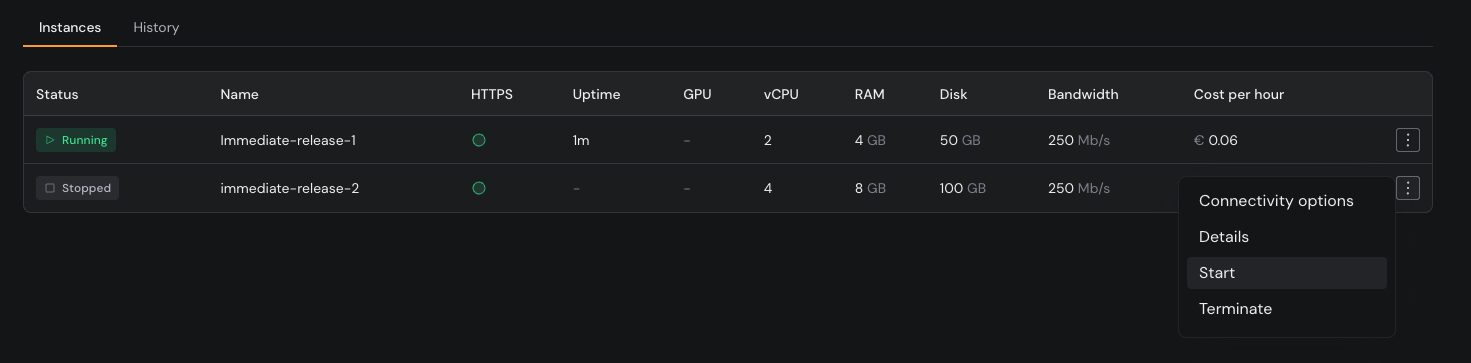 Instances History
Status Name HTTPS Uptime GPU vCPU RAM Disk Bandwidth Cost per hour
Running Immediate-release-1 1m - 2 4 GB 50 GB 250 Mb/s € 0.06
Stopped immediate-release-2 - - 4 8 GB 100 GB 250 Mb/s
Connectivity options
Details
Start
Terminate